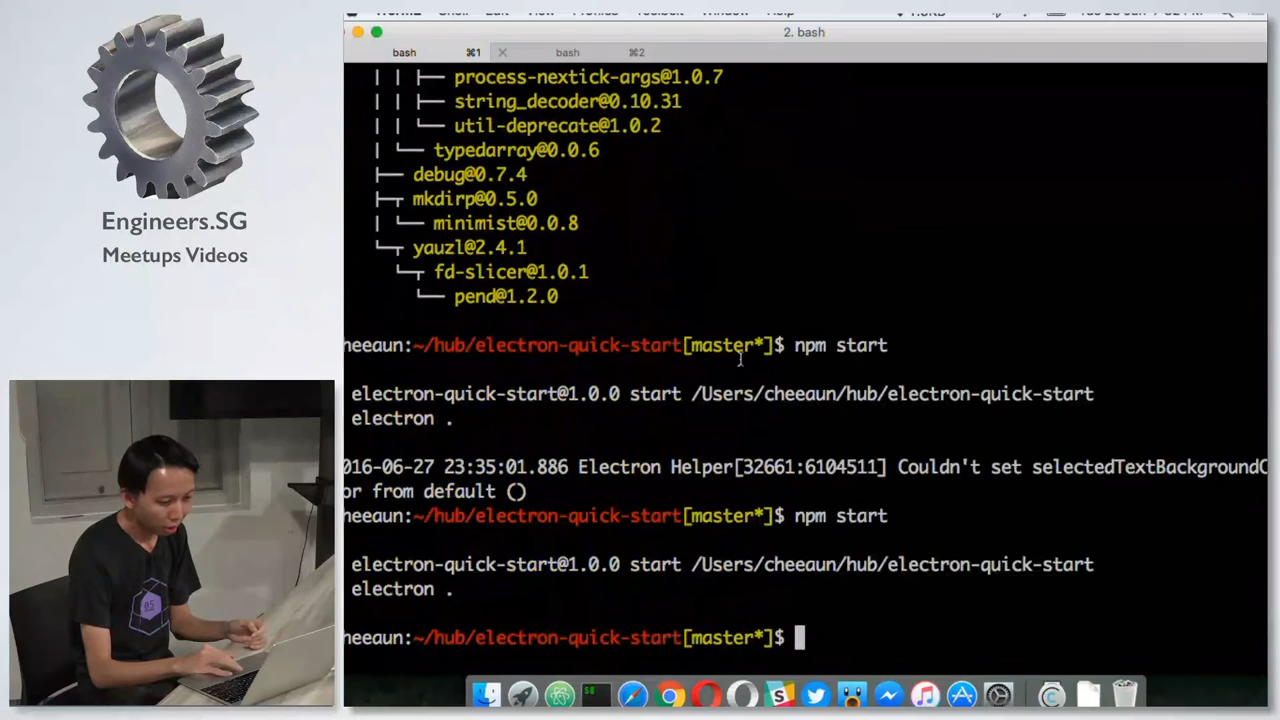 2. bash
bash ⌘1 bash ⌘2
│ │ ├── process-nextick-args@1.0.7
│ │ ├── string_decoder@0.10.31
│ │ └── util-deprecate@1.0.2
│ └── typedarray@0.0.6
├── debug@0.7.4
├─┬ mkdirp@0.5.0
│ └── minimist@0.0.8
└─┬ yauzl@2.4.1
└─┬ fd-slicer@1.0.1
└── pend@1.2.0
heeaun:~/hub/electron-quick-start[master*]$ npm start
electron-quick-start@1.0.0 start /Users/cheeaun/hub/electron-quick-start
electron .
016-06-27 23:35:01.886 Electron Helper[32661:6104511] Couldn't set selectedTextBackgroundC
or from default ()
heeaun:~/hub/electron-quick-start[master*]$ npm start
electron-quick-start@1.0.0 start /Users/cheeaun/hub/electron-quick-start
electron .
heeaun:~/hub/electron-quick-start[master*]$
Engineers.SG
Meetups Videos